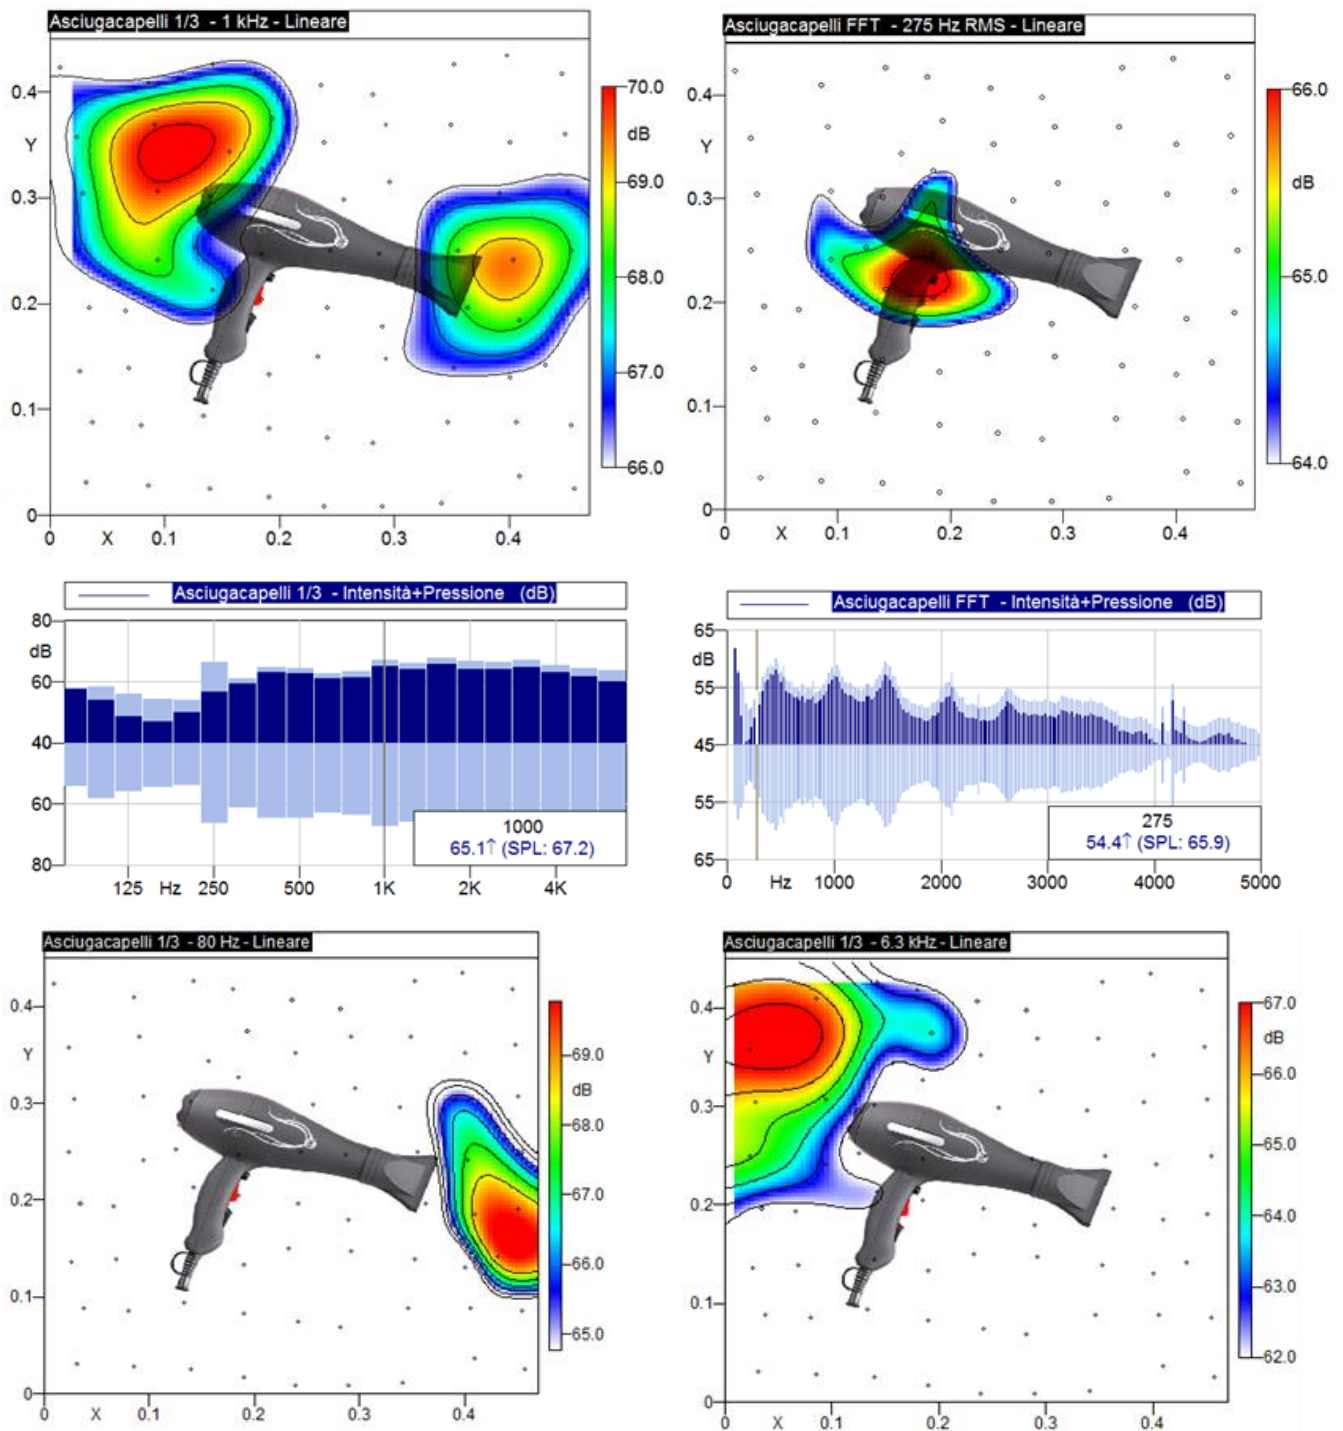 Asciugacapelli 1/3 - 1 kHz - Lineare
0.4
Y
0.3
0.2
0.1
0
0 X 0.1 0.2 0.3 0.4
70.0
dB
69.0
68.0
67.0
66.0
Asciugacapelli FFT - 275 Hz RMS - Lineare
0.4
Y
0.3
0.2
0.1
0
0 X 0.1 0.2 0.3 0.4
66.0
dB
65.0
64.0
Asciugacapelli 1/3 - Intensità+Pressione (dB)
80
dB
60
40
60
80
1000
65.1↑ (SPL: 67.2)
125 Hz 250 500 1K 2K 4K
Asciugacapelli FFT - Intensità+Pressione (dB)
65
dB
55
45
55
65
275
54.4↑ (SPL: 65.9)
0 Hz 1000 2000 3000 4000 5000
Asciugacapelli 1/3 - 80 Hz - Lineare
0.4
Y
0.3
0.2
0.1
0
0 X 0.1 0.2 0.3 0.4
69.0
dB
68.0
67.0
66.0
65.0
Asciugacapelli 1/3 - 6.3 kHz - Lineare
0.4
Y
0.3
0.2
0.1
0
0 X 0.1 0.2 0.3 0.4
67.0
dB
66.0
65.0
64.0
63.0
62.0